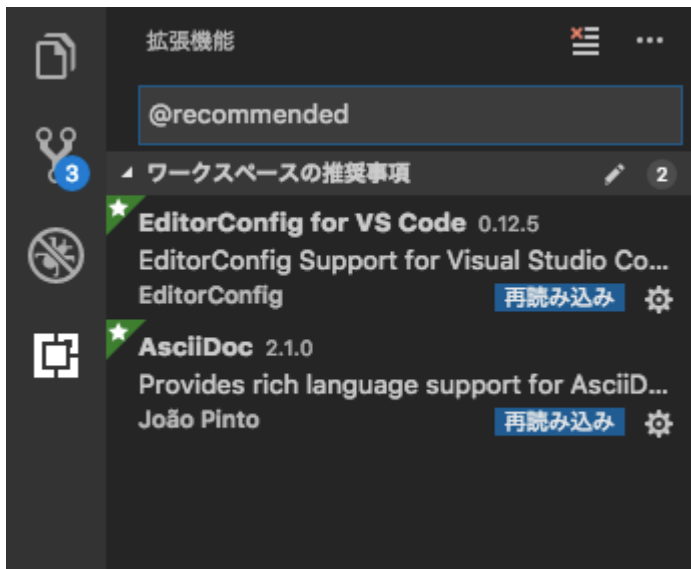 拡張機能
@recommended
3
ワークスペースの推奨事項 2
EditorConfig for VS Code 0.12.5
EditorConfig Support for Visual Studio Co...
EditorConfig 再読み込み
AsciiDoc 2.1.0
Provides rich language support for AsciiD...
João Pinto 再読み込み